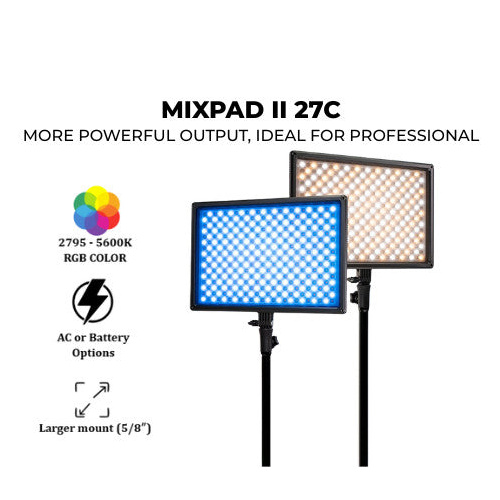 MIXPAD II 27C
MORE POWERFUL OUTPUT, IDEAL FOR PROFESSIONAL
2795 - 5600K
RGB COLOR
AC or Battery
Options
Larger mount (5/8″)